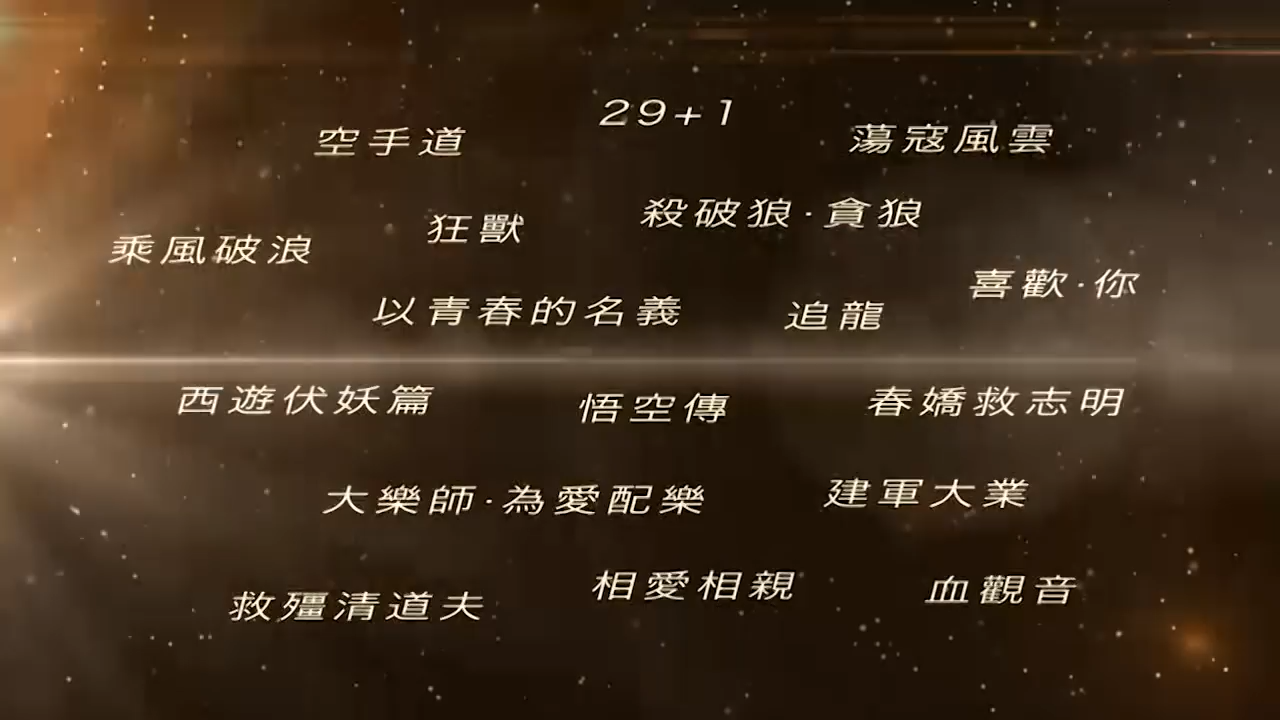 29+1
空手道
蕩寇風雲
乘風破浪
狂獸
殺破狼·貪狼
喜歡·你
以青春的名義
追龍
西遊伏妖篇
悟空傳
春嬌救志明
大樂師·為愛配樂
建軍大業
救殭清道夫
相愛相親
血觀音